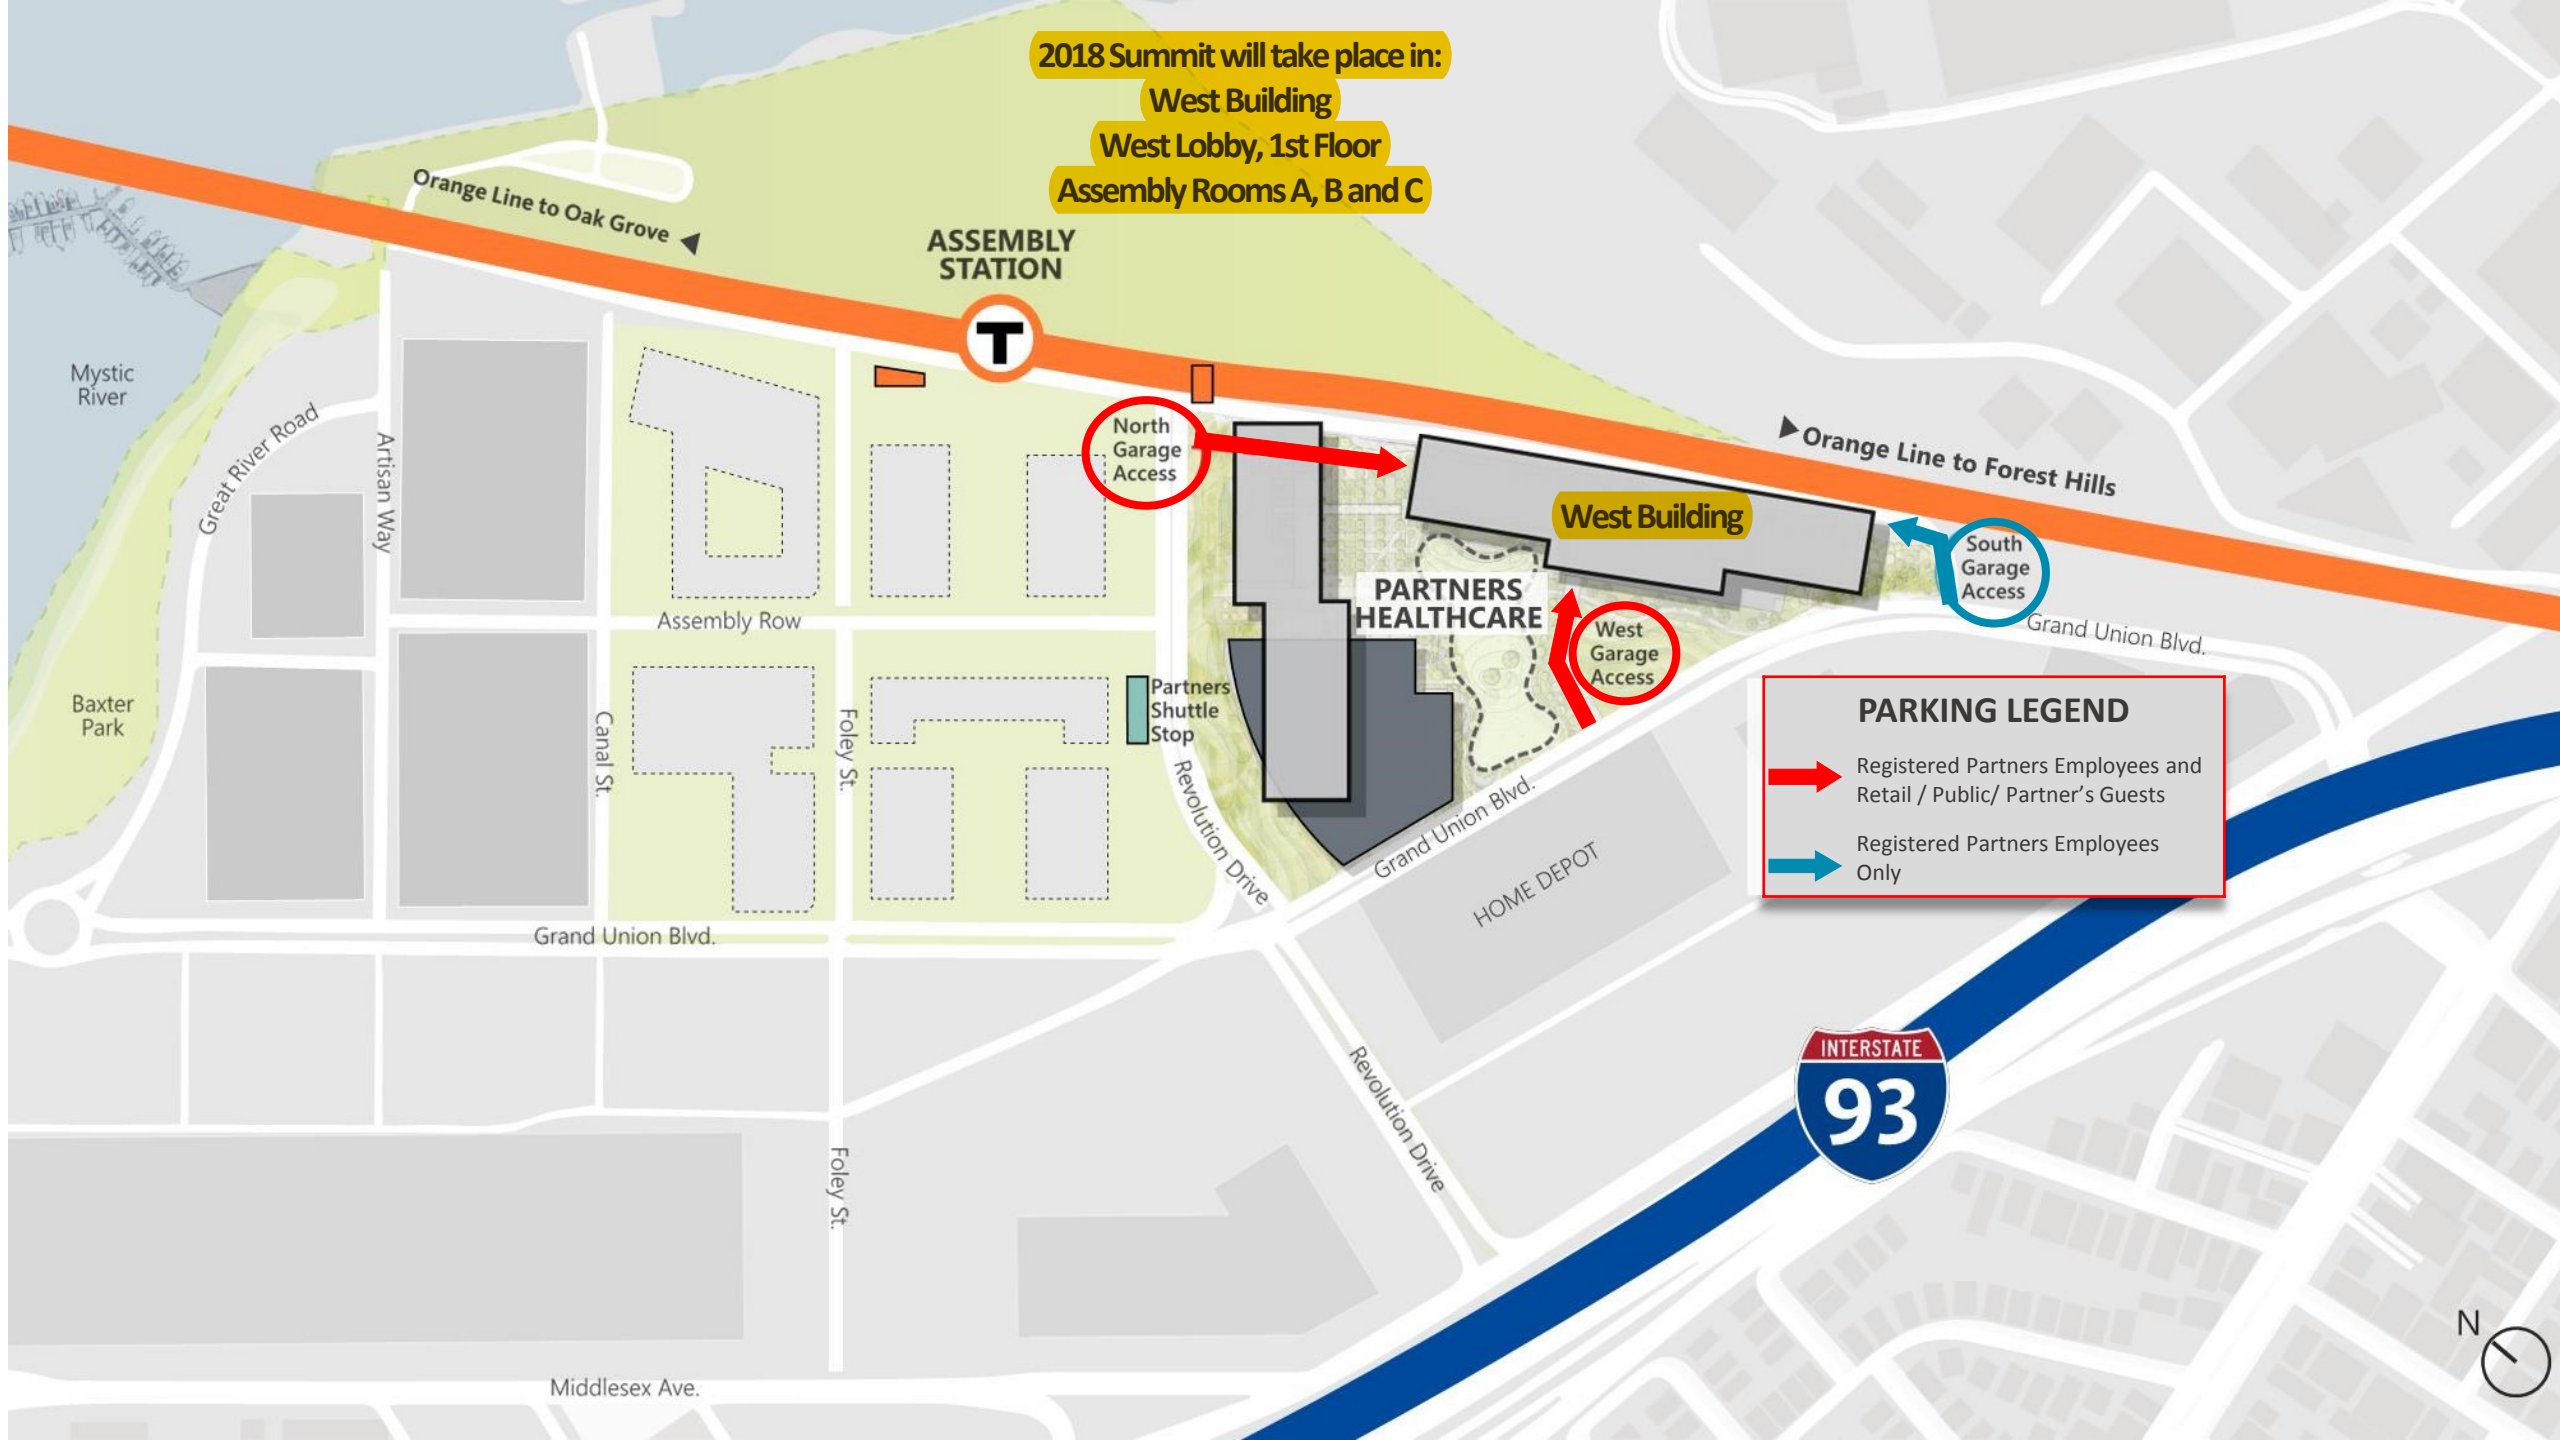 2018 Summit will take place in:
West Building
West Lobby, 1st Floor
Assembly Rooms A, B and C
Orange Line to Oak Grove
ASSEMBLY
STATION
T
Mystic
River
Great River Road
Artisan Way
North
Garage
Access
Orange Line to Forest Hills
West Building
South
Garage
Access
PARTNERS
HEALTHCARE
Assembly Row
West
Garage
Access
Grand Union Blvd.
Baxter
Park
Canal St.
Foley St.
Partners
Shuttle
Stop
Revolution Drive
Grand Union Blvd.
HOME DEPOT
PARKING LEGEND
Registered Partners Employees and
Retail / Public/ Partner's Guests
Registered Partners Employees
Only
Grand Union Blvd.
INTERSTATE
93
Revolution Drive
Foley St.
Middlesex Ave.
N